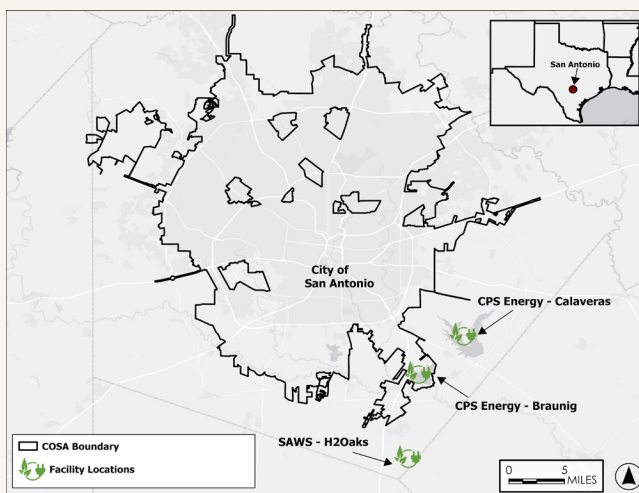 San Antonio
City of
San Antonio
CPS Energy - Calaveras
CPS Energy - Braunig
SAWS - H2Oaks
COSA Boundary
Facility Locations
0 5
MILES